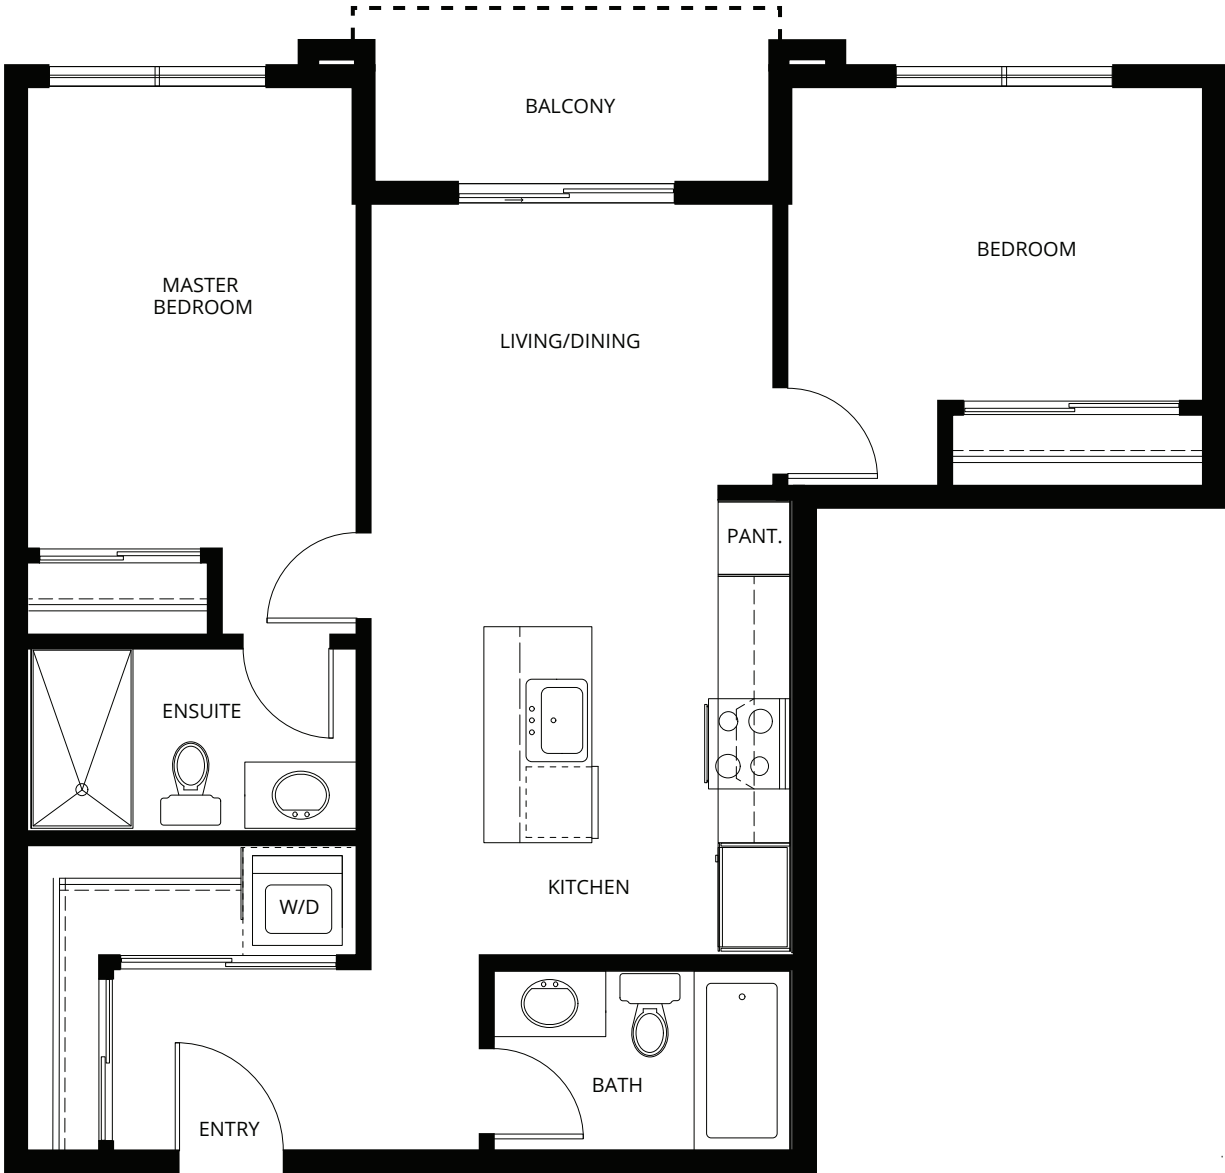 BALCONY
BEDROOM
MASTER
BEDROOM
LIVING/DINING
PANT.
ENSUITE
KITCHEN
W/D
BATH
ENTRY